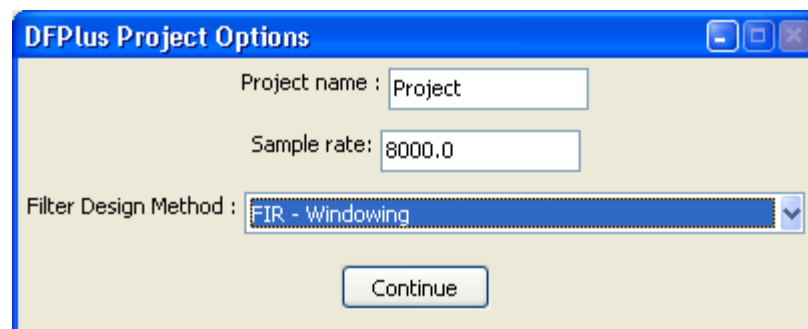 DFPlus Project Options
Project name : Project
Sample rate: 8000.0
Filter Design Method : FIR - Windowing
Continue